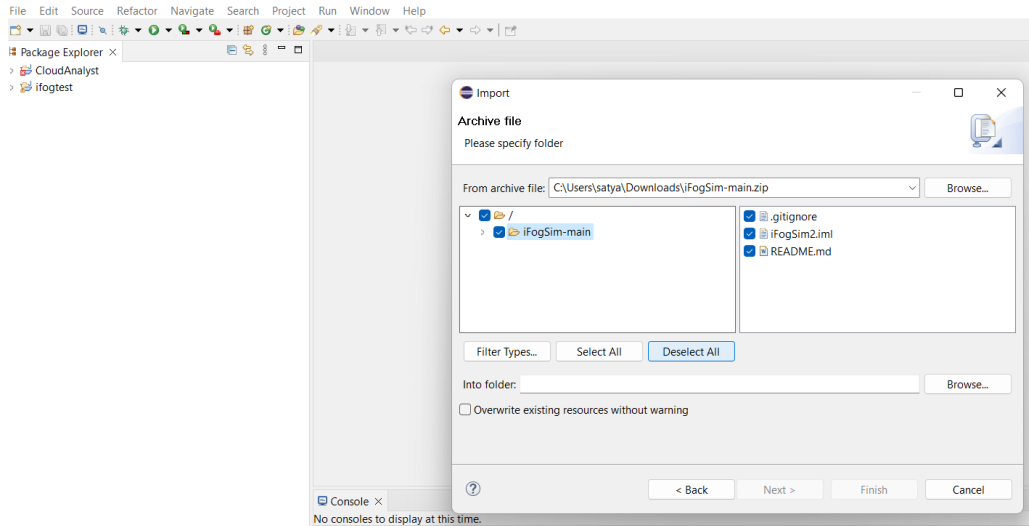 File Edit Source Refactor Navigate Search Project Run Window Help
Package Explorer
CloudAnalyst
ifogtest
Import
Archive file
Please specify folder
From archive file: C:\Users\satya\Downloads\iFogSim-main.zip Browse...
/
iFogSim-main
.gitignore
iFogSim2.iml
README.md
Filter Types... Select All Deselect All
Into folder: Browse...
Overwrite existing resources without warning
< Back Next > Finish Cancel
Console
No consoles to display at this time.